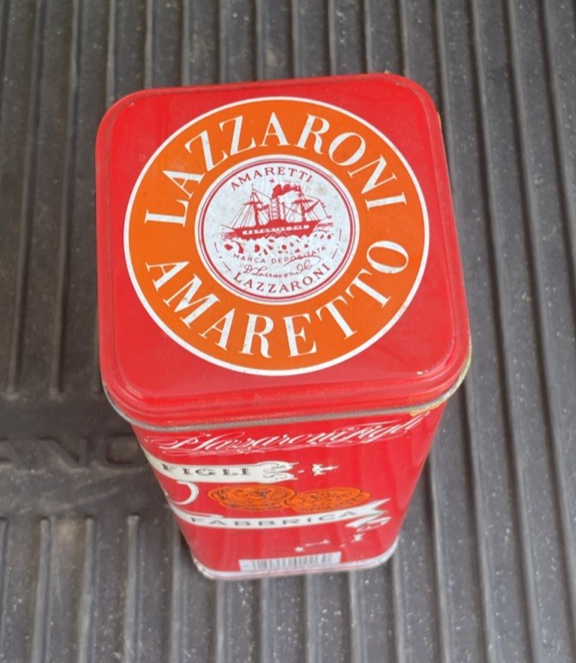 LAZZARONI
AMARETTI
MARCA DEPOSITATA
LAZZARONI
AMARETTO
FIGLI
FABBRICA